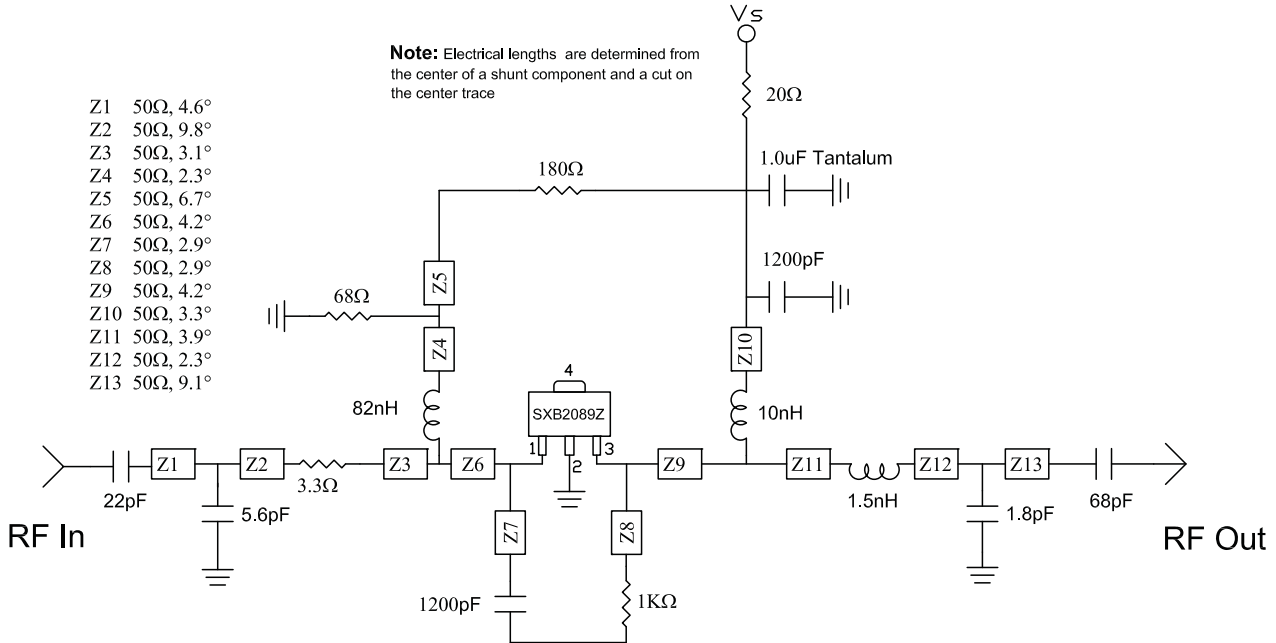 Vs
Note: Electrical lengths are determined from
the center of a shunt component and a cut on
the center trace
20Ω
Z1 50Ω, 4.6°
Z2 50Ω, 9.8°
Z3 50Ω, 3.1°
Z4 50Ω, 2.3°
Z5 50Ω, 6.7°
Z6 50Ω, 4.2°
Z7 50Ω, 2.9°
Z8 50Ω, 2.9°
Z9 50Ω, 4.2°
Z10 50Ω, 3.3°
Z11 50Ω, 3.9°
Z12 50Ω, 2.3°
Z13 50Ω, 9.1°
180Ω
1.0uF Tantalum
1200pF
Z5
68Ω
Z4
Z10
4
82nH
SXB2089Z
10nH
1
2
3
Z1
Z2
Z3
Z6
Z9
Z11
Z12
Z13
22pF
3.3Ω
1.5nH
68pF
5.6pF
1.8pF
RF In
Z7
Z8
RF Out
1200pF
1KΩ